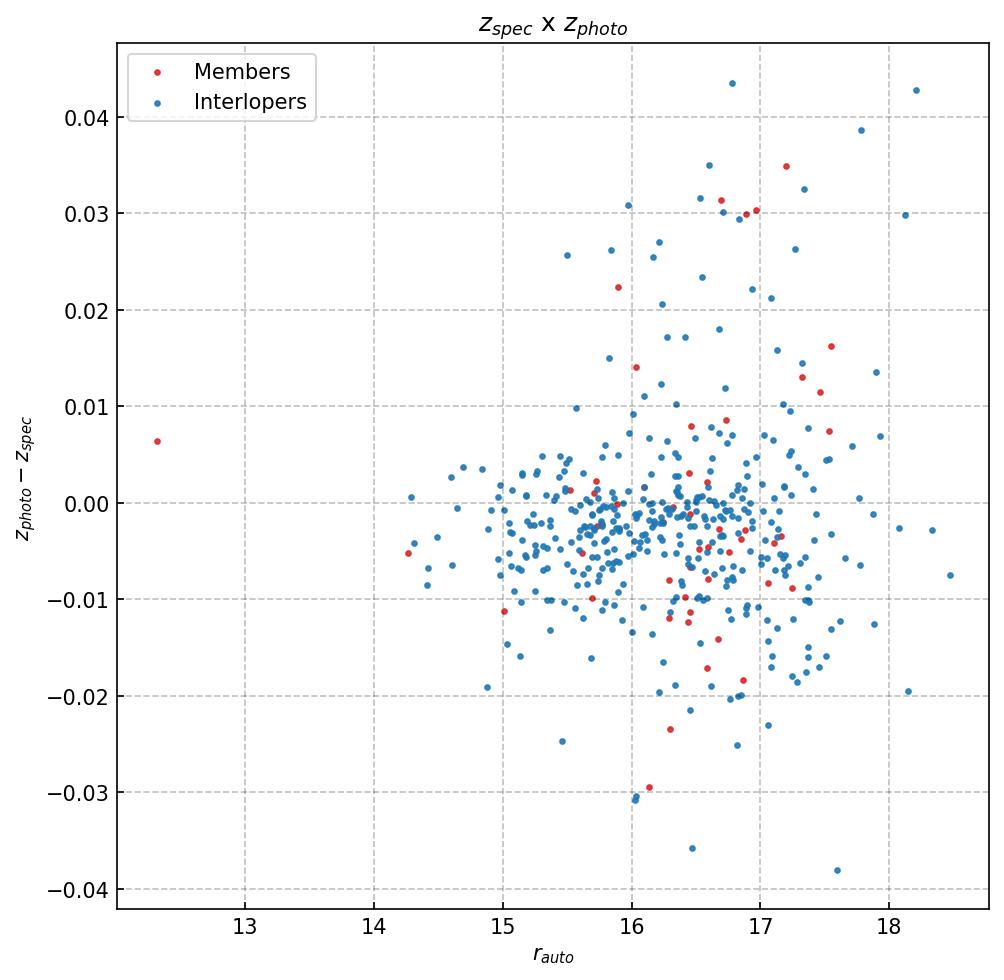 z_spec x z_photo
Members
Interlopers
0.04
0.03
0.02
0.01
0.00
−0.01
−0.02
−0.03
−0.04
z_photo − z_spec
13 14 15 16 17 18
r_auto